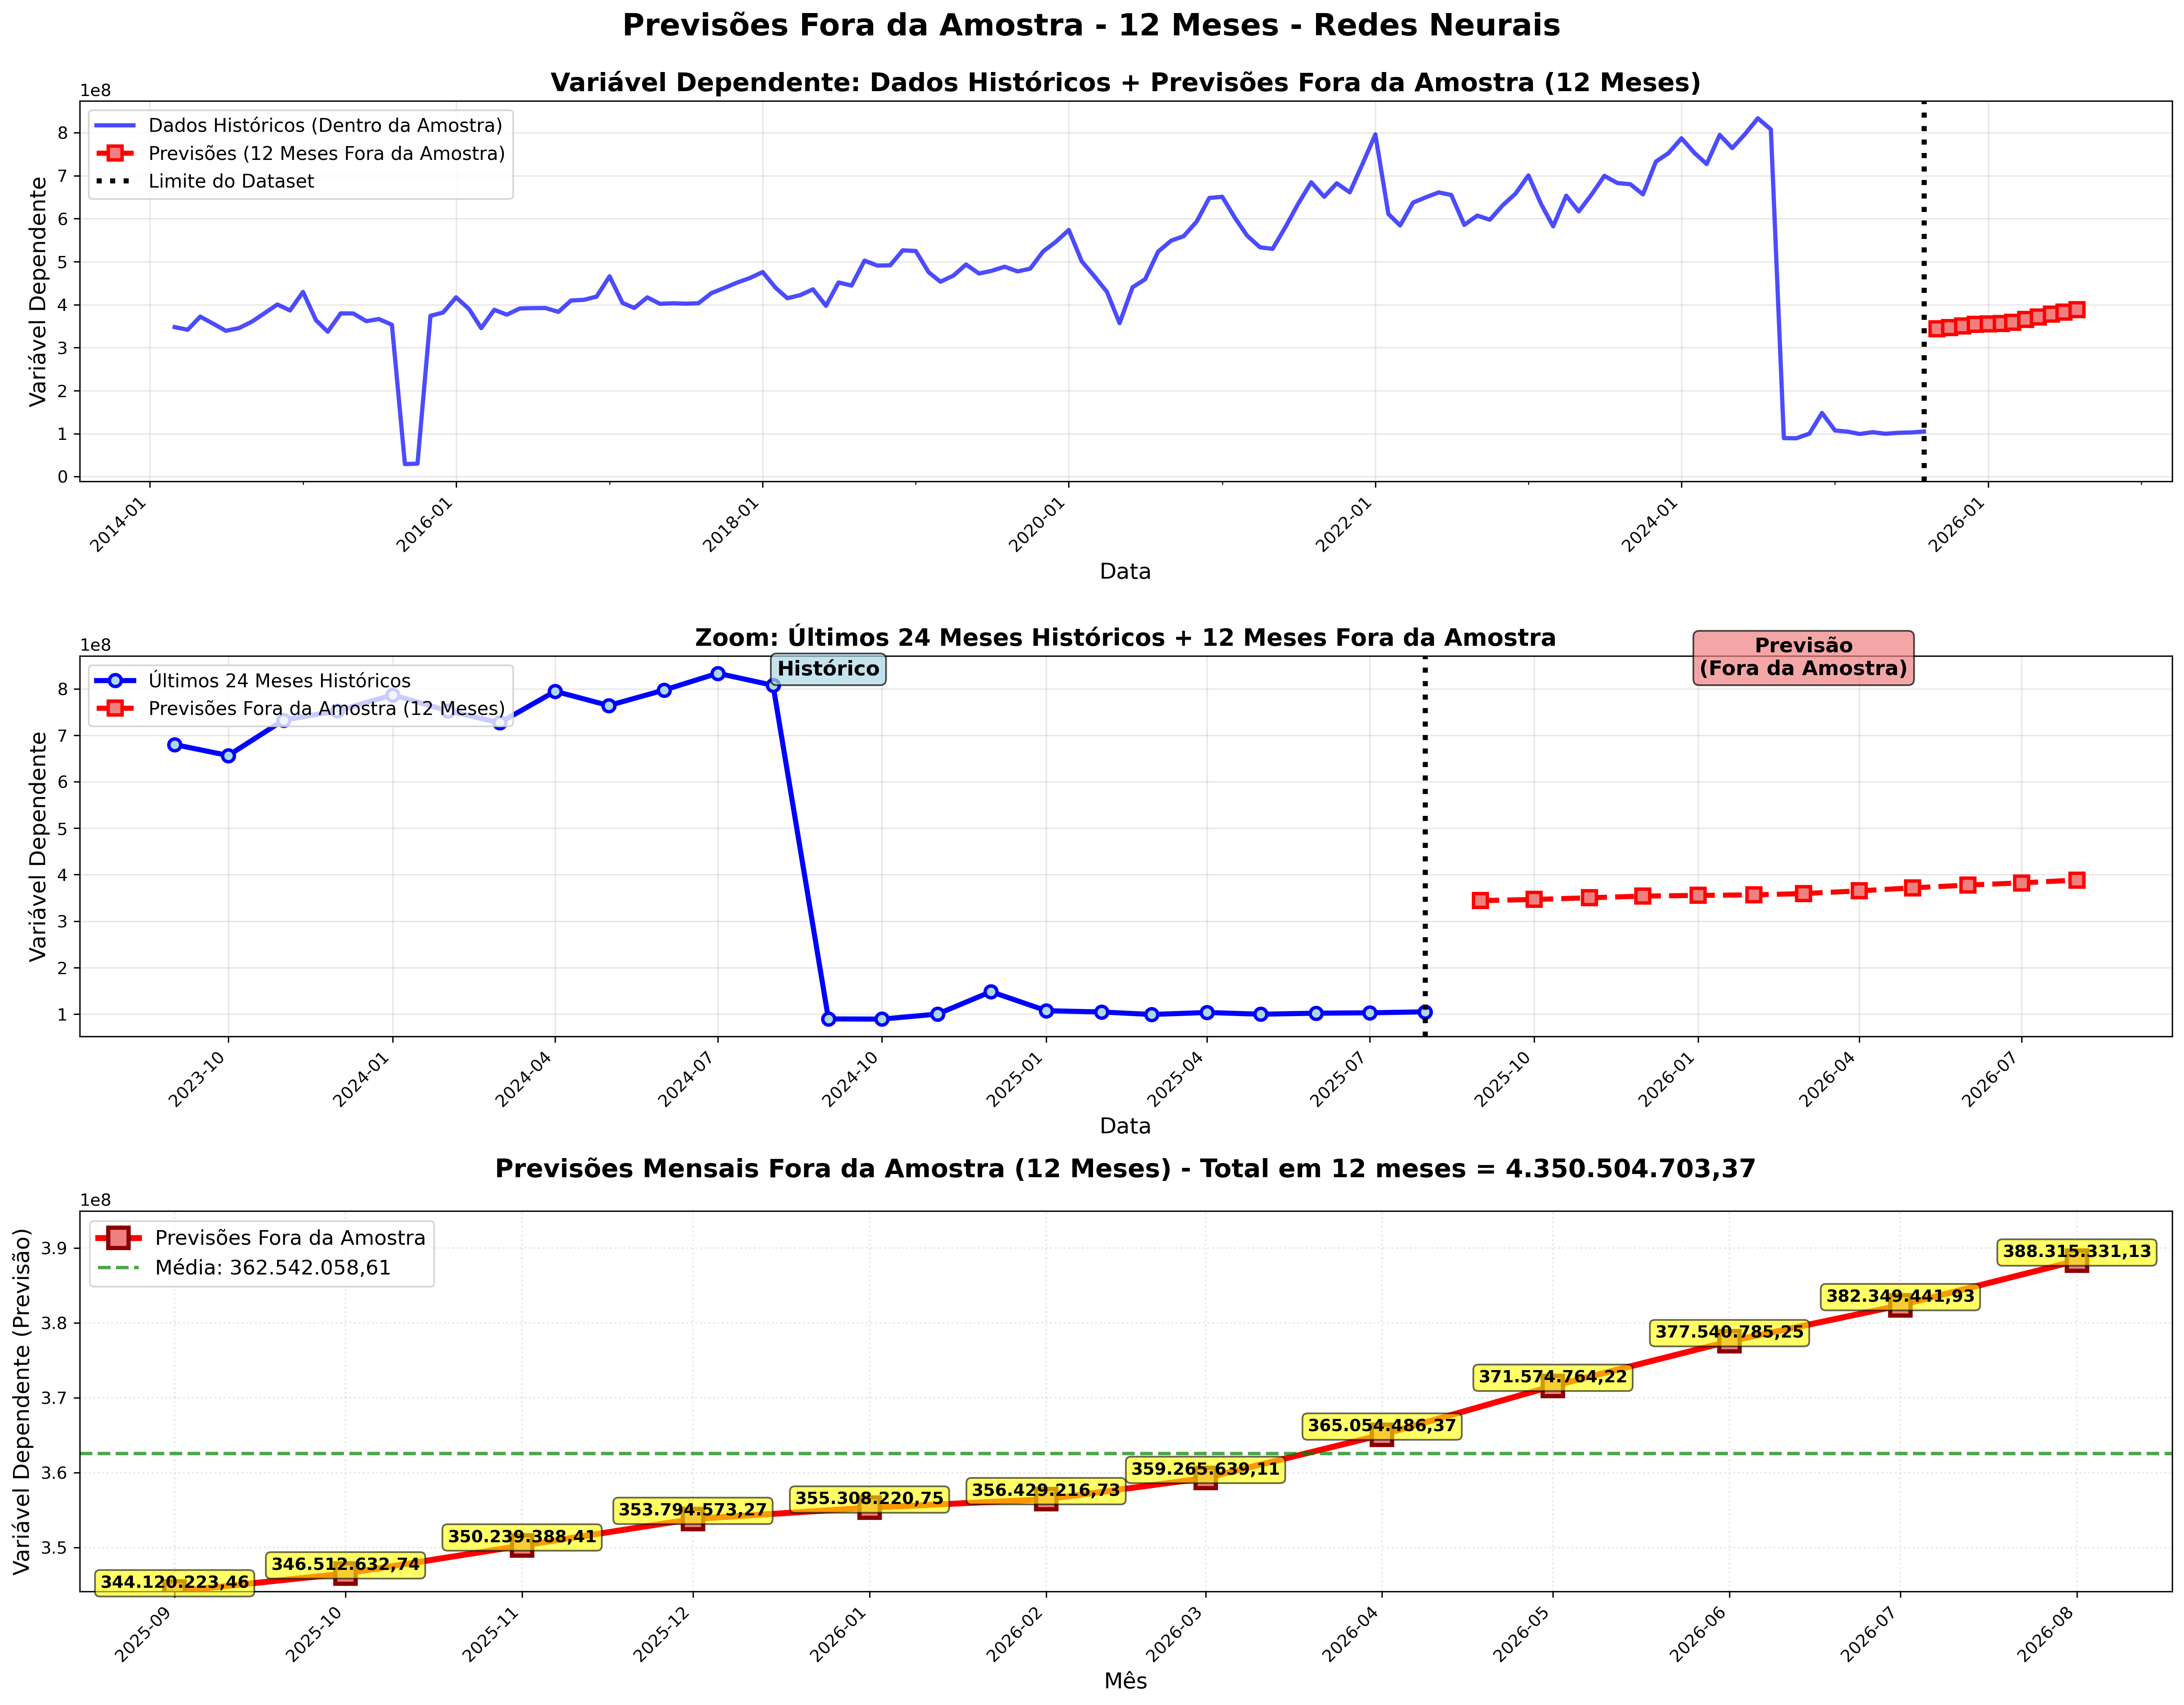 Previsões Fora da Amostra - 12 Meses - Redes Neurais
Variável Dependente: Dados Históricos + Previsões Fora da Amostra (12 Meses)
1e8
Dados Históricos (Dentro da Amostra)
Previsões (12 Meses Fora da Amostra)
Limite do Dataset
Variável Dependente
8
7
6
5
4
3
2
1
0
2014-01
2016-01
2018-01
2020-01
2022-01
2024-01
2026-01
Data
Zoom: Últimos 24 Meses Históricos + 12 Meses Fora da Amostra
1e8
Últimos 24 Meses Históricos
Previsões Fora da Amostra (12 Meses)
Histórico
Previsão
(Fora da Amostra)
Variável Dependente
8
7
6
5
4
3
2
1
2023-10
2024-01
2024-04
2024-07
2024-10
2025-01
2025-04
2025-07
2025-10
2026-01
2026-04
2026-07
Data
Previsões Mensais Fora da Amostra (12 Meses) - Total em 12 meses = 4.350.504.703,37
1e8
Previsões Fora da Amostra
Média: 362.542.058,61
Variável Dependente (Previsão)
3.9
3.8
3.7
3.6
3.5
344.120.223,46
346.512.632,74
350.239.388,41
353.794.573,27
355.308.220,75
356.429.216,73
359.265.639,11
365.054.486,37
371.574.764,22
377.540.785,25
382.349.441,93
388.315.331,13
2025-09
2025-10
2025-11
2025-12
2026-01
2026-02
2026-03
2026-04
2026-05
2026-06
2026-07
2026-08
Mês